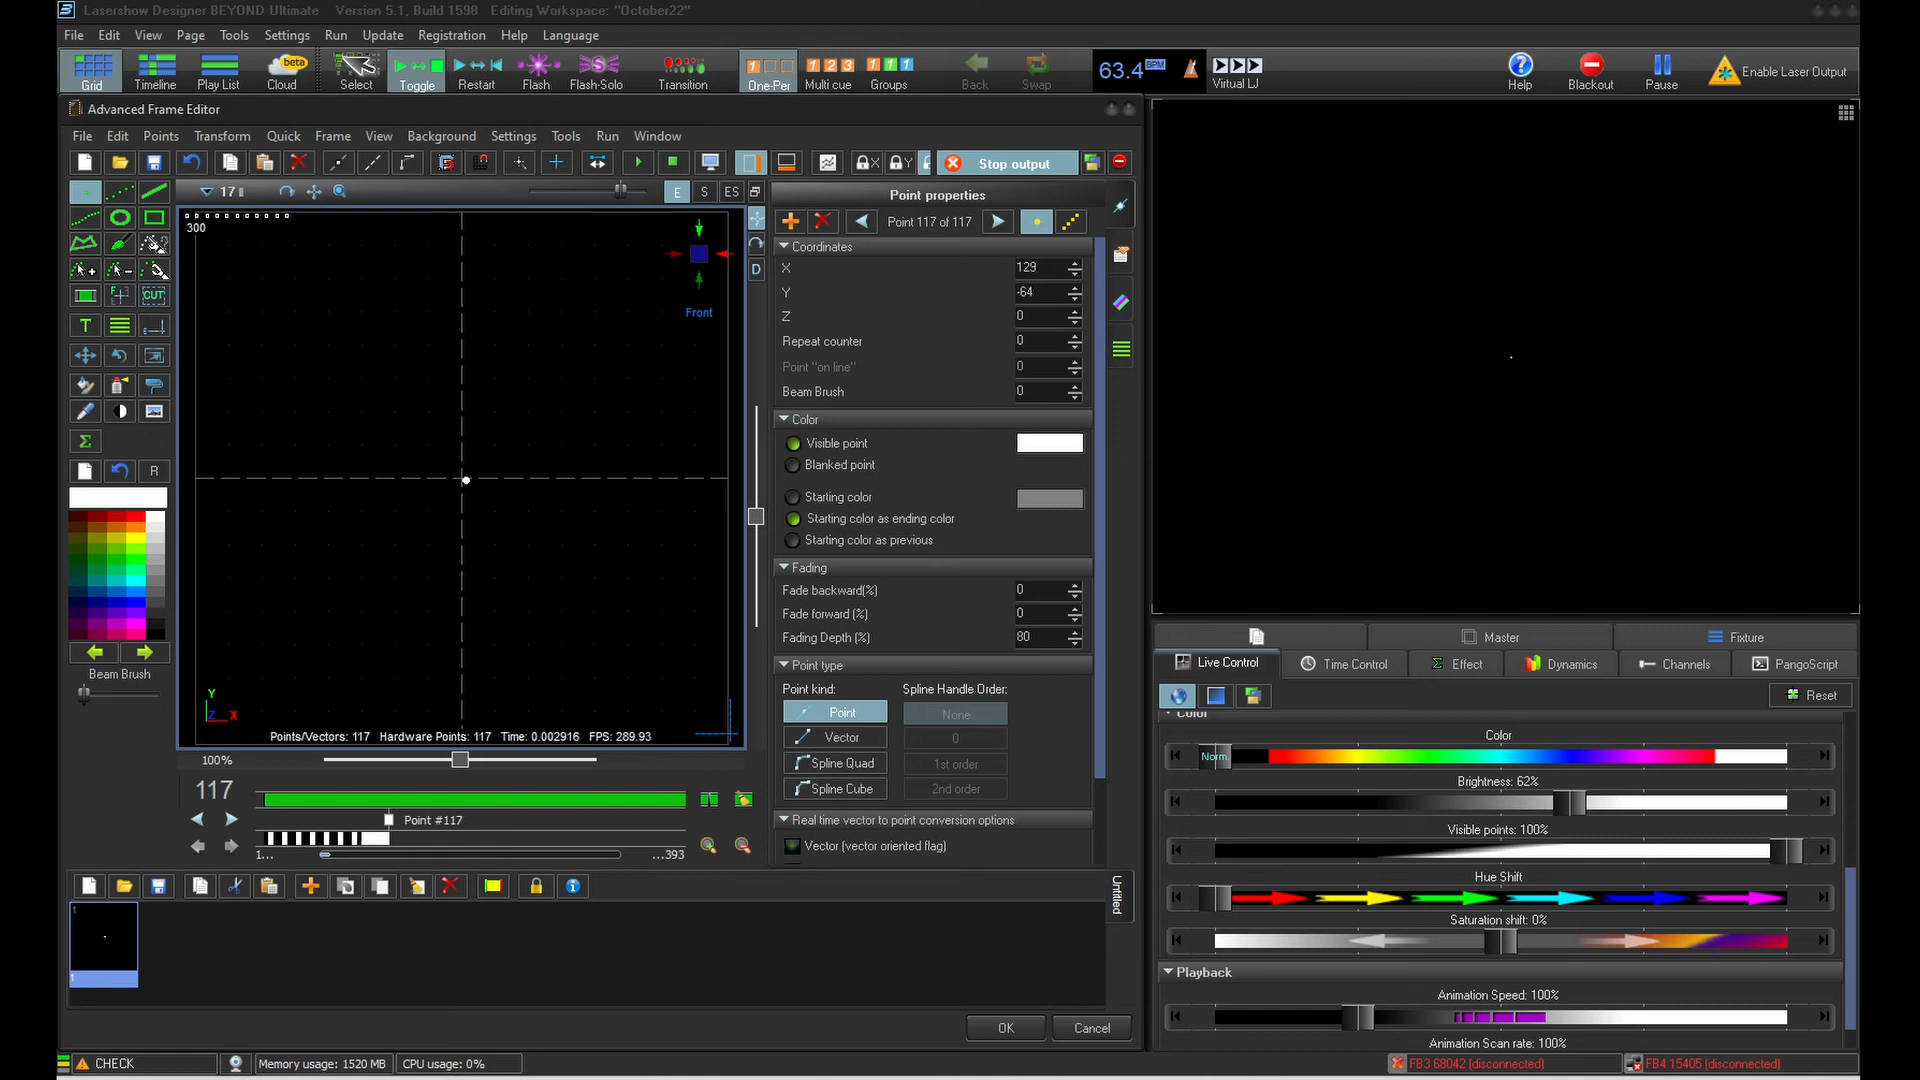 Lasershow Designer BEYOND Ultimate Version 5.1, Build 1598 Editing Workspace: "October22"
File Edit View Page Tools Settings Run Update Registration Help Language
Grid Timeline Play List Cloud beta Select Toggle Restart Flash Flash-Solo Transition One-Per Multi cue Groups Back Swap 63.4 BPM Virtual LJ Help Blackout Pause Enable Laser Output
Advanced Frame Editor
File Edit Points Transform Quick Frame View Background Settings Tools Run Window
X Y Stop output
17 E S ES
Point properties
Point 117 of 117
300
Front
D
CUT
T
R
Beam Brush
Coordinates
X 129
Y -64
Z 0
Repeat counter 0
Point "on line" 0
Beam Brush 0
Color
Visible point
Blanked point
Starting color
Starting color as ending color
Starting color as previous
Fading
Fade backward(%) 0
Fade forward (%) 0
Fading Depth (%) 80
Point type
Point kind: Spline Handle Order:
Point None
Vector 0
Spline Quad 1st order
Spline Cube 2nd order
Real time vector to point conversion options
Vector (vector oriented flag)
Y
Z X
Points/Vectors: 117 Hardware Points: 117 Time: 0.002916 FPS: 289.93
100%
117
Point #117
1... ...393
Untitled
1
1
OK Cancel
Master Fixture
Live Control Time Control Effect Dynamics Channels PangoScript
Reset
Color
Color
Norm.
Brightness: 62%
Visible points: 100%
Hue Shift
Saturation shift: 0%
Playback
Animation Speed: 100%
Animation Scan rate: 100%
CHECK Memory usage: 1520 MB CPU usage: 0% FB3 68042 (disconnected) FB4 15405 (disconnected)